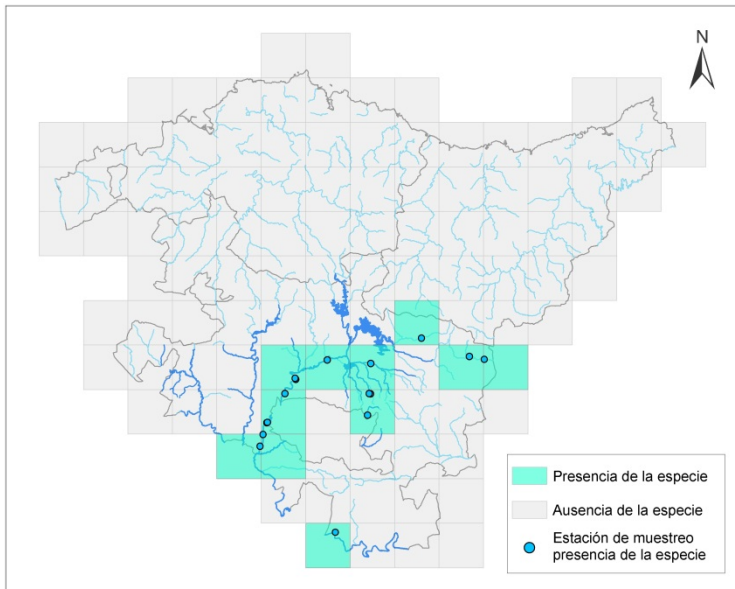 N
Presencia de la especie
Ausencia de la especie
Estación de muestreo
presencia de la especie